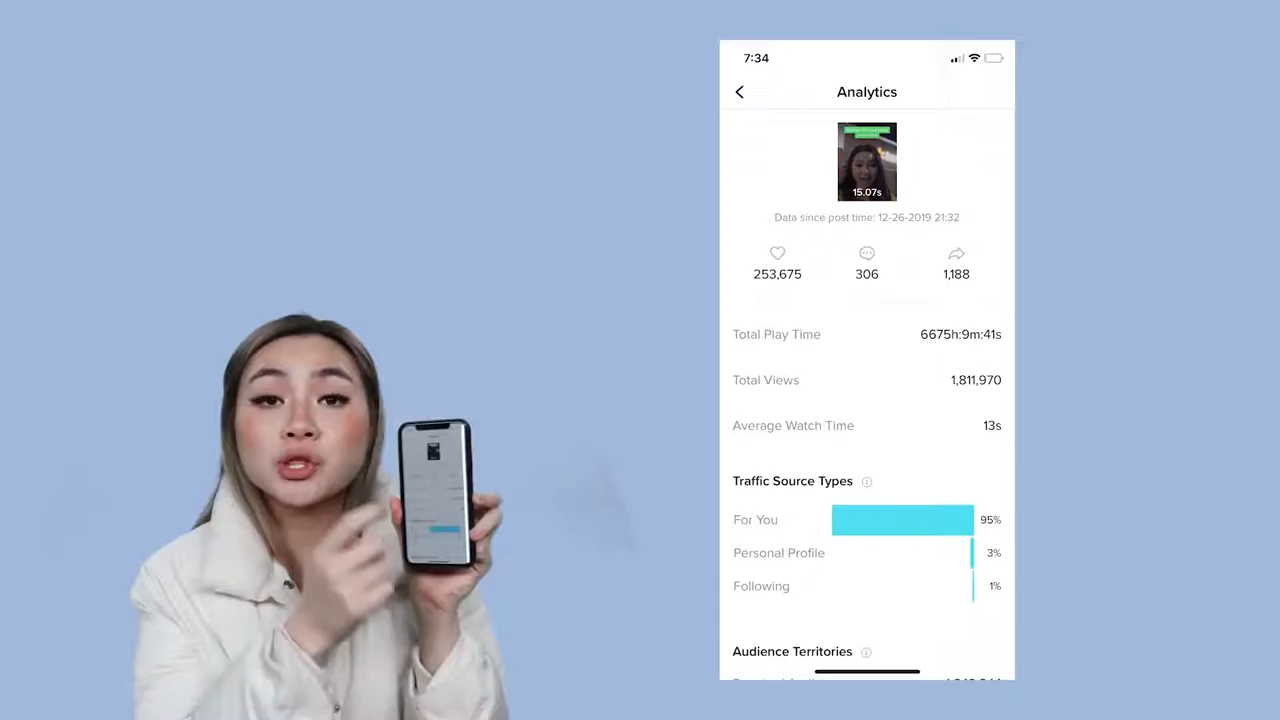 7:34
Analytics
15.07s
Data since post time: 12-26-2019 21:32
253,675 306 1,188
Total Play Time 6675h:9m:41s
Total Views 1,811,970
Average Watch Time 13s
Traffic Source Types
For You 95%
Personal Profile 3%
Following 1%
Audience Territories